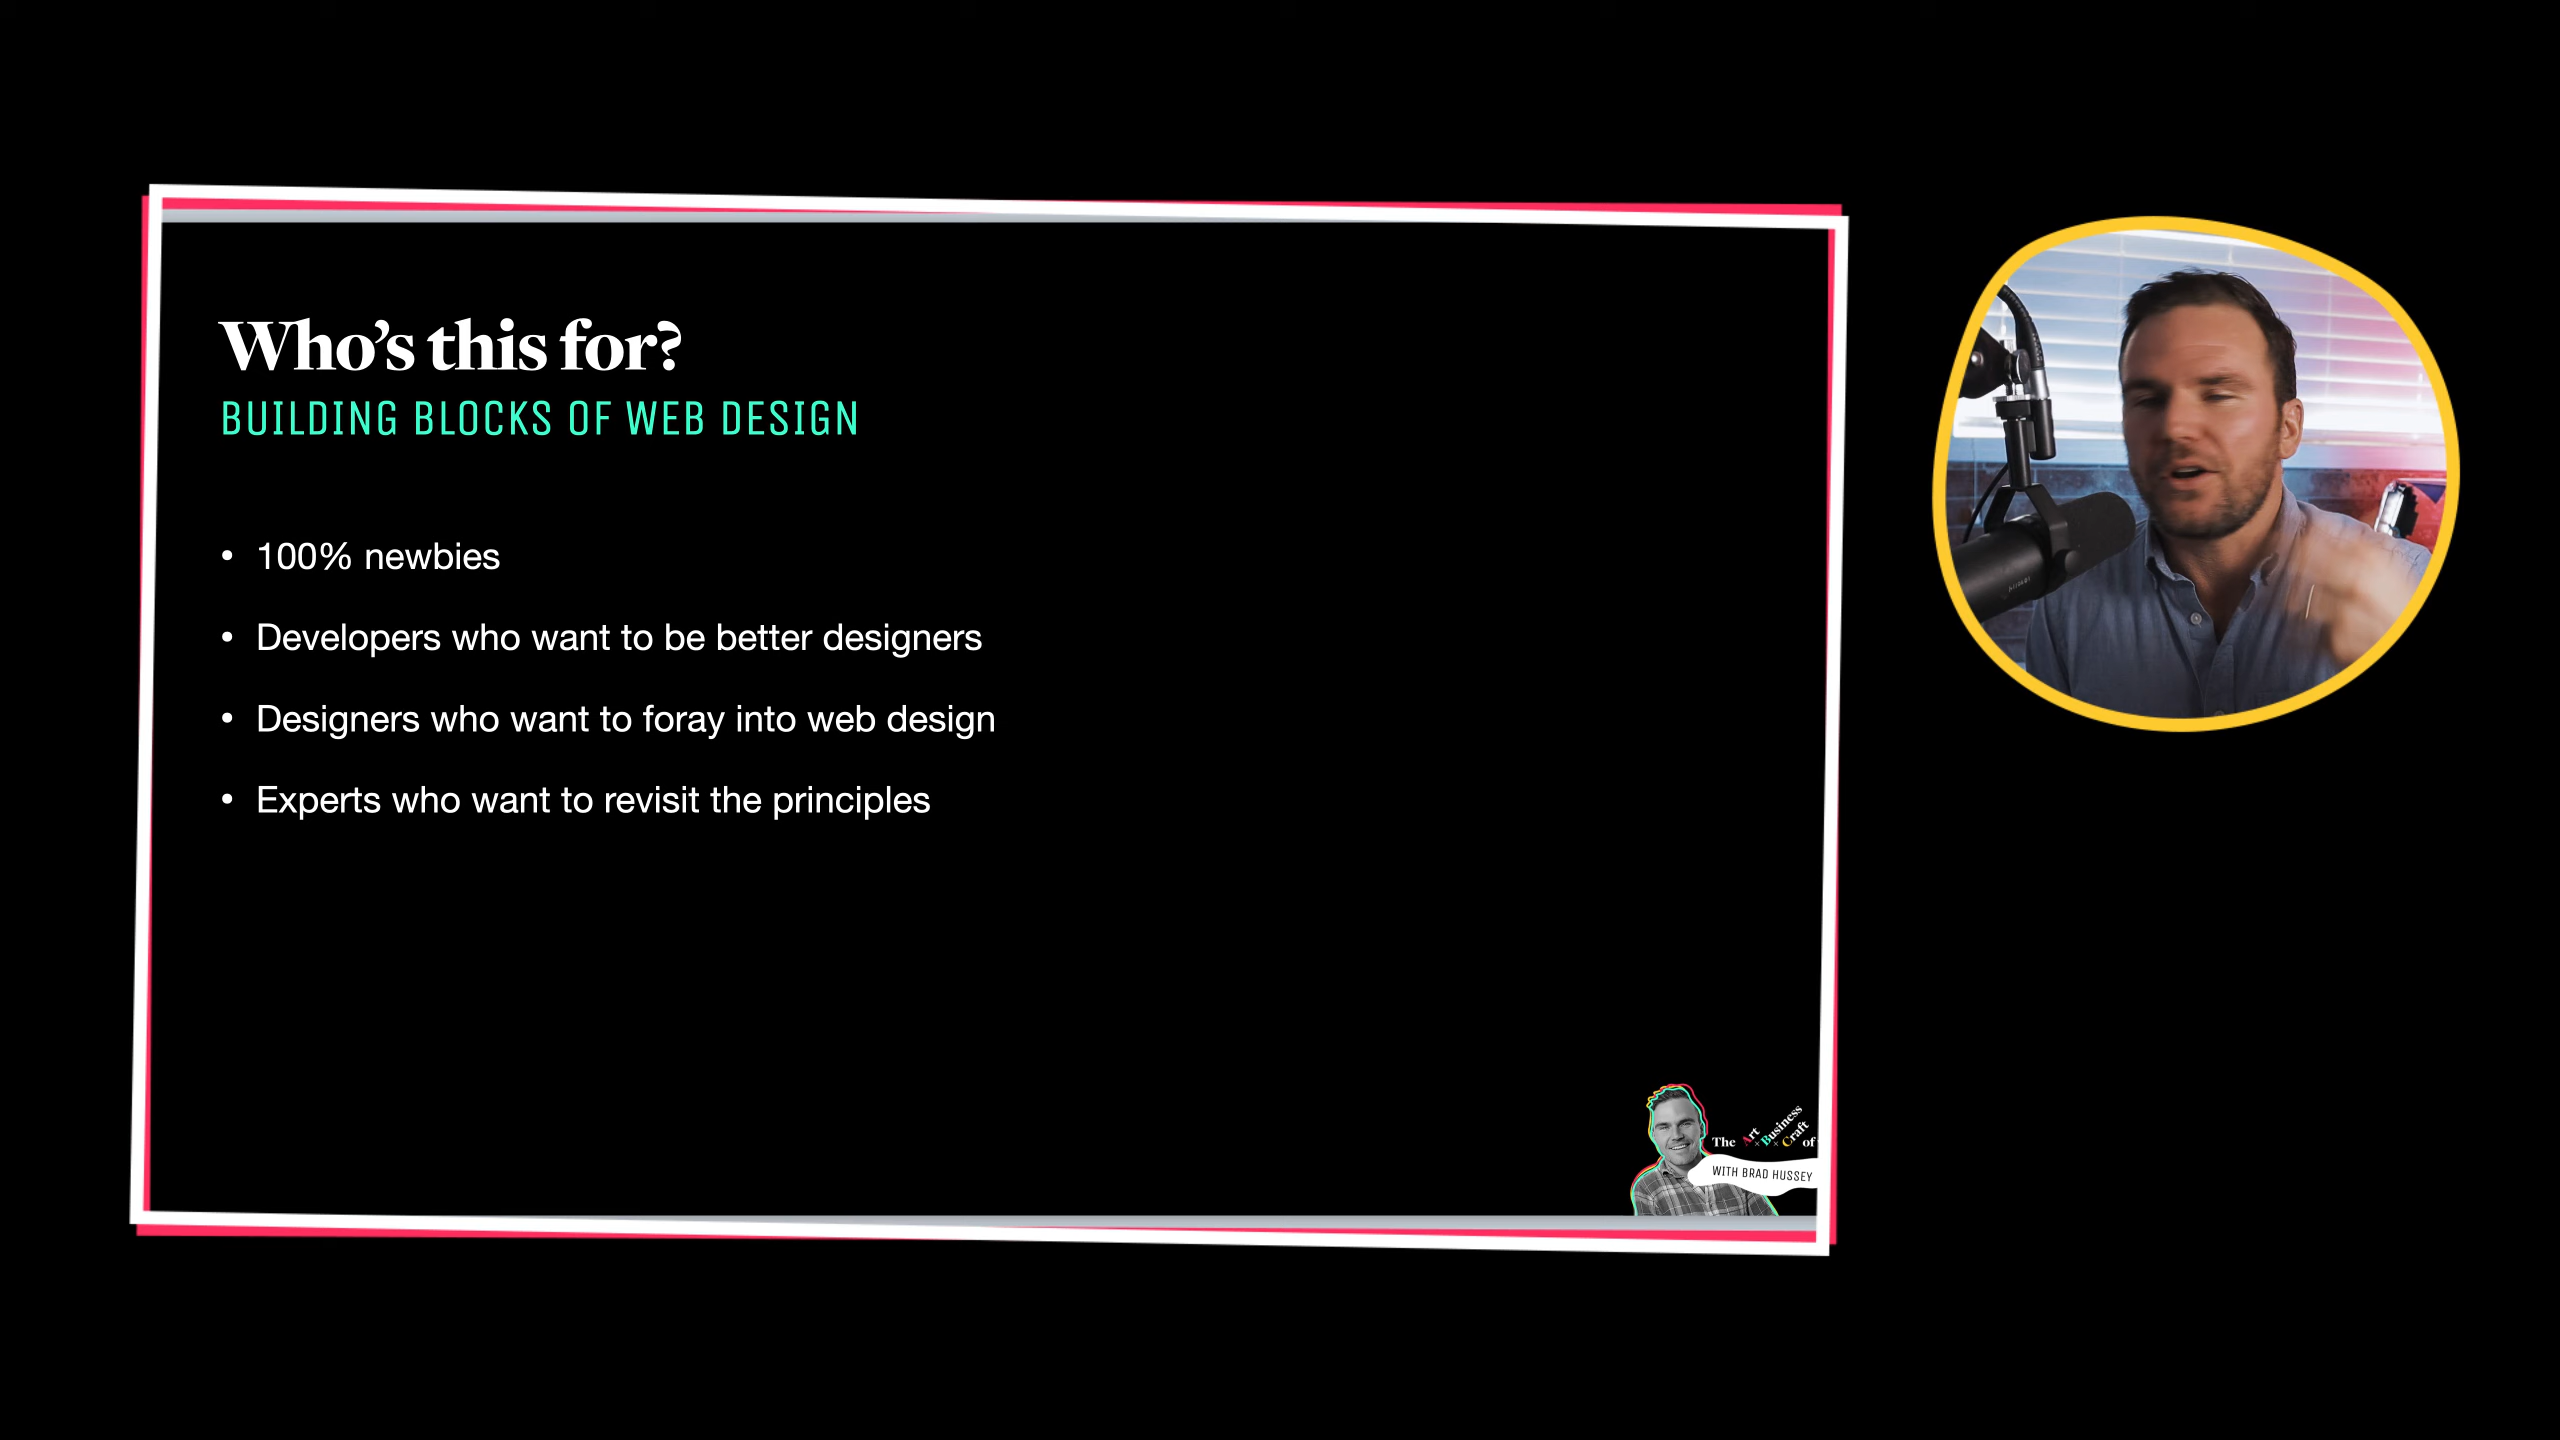 Who’s this for?
BUILDING BLOCKS OF WEB DESIGN
• 100% newbies
• Developers who want to be better designers
• Designers who want to foray into web design
• Experts who want to revisit the principles
The Art × Business × Craft of
WITH BRAD HUSSEY